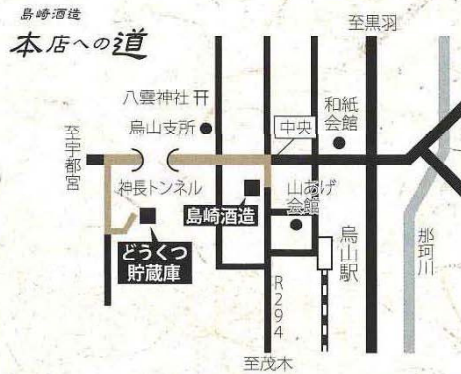 島崎酒造
本店への道
至黒羽
八雲神社
烏山支所
中央
和紙
会館
至宇都宮
神長トンネル
島崎酒造
山あげ
会館
どうくつ
貯蔵庫
烏山駅
那珂川
R294
至茂木